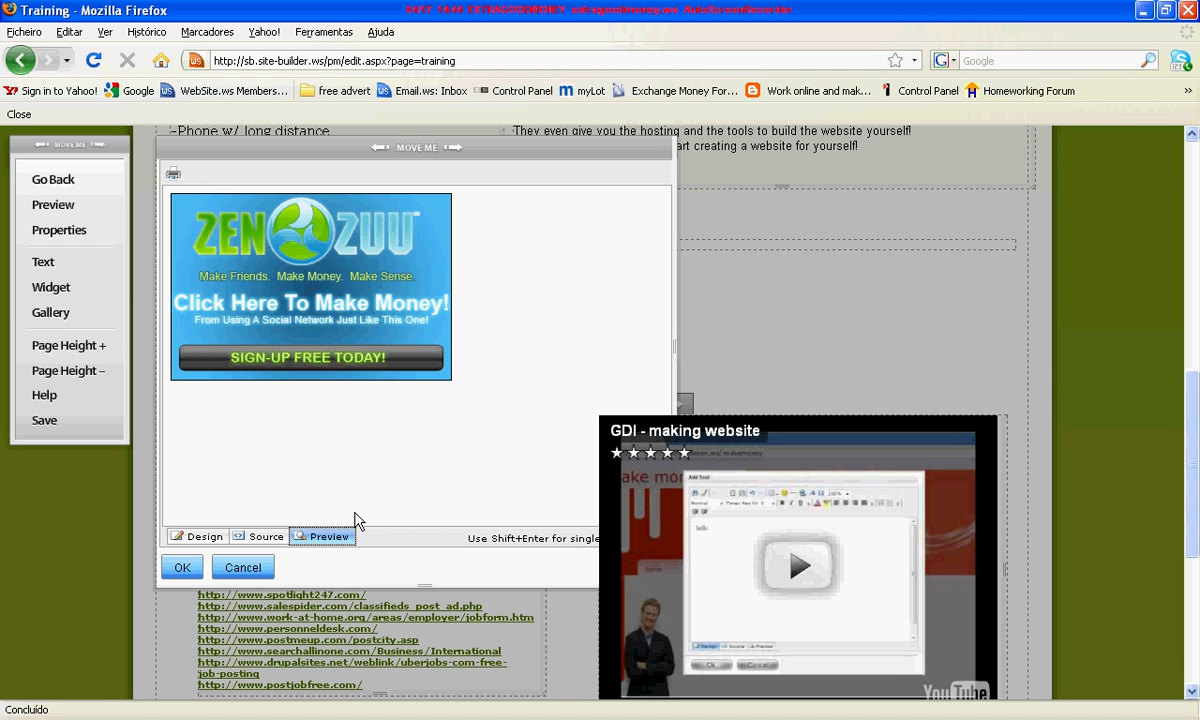 Training - Mozilla Firefox
Ficheiro Editar Ver Histórico Marcadores Yahoo! Ferramentas Ajuda
http://sb.site-builder.ws/pm/edit.aspx?page=training
Google
Sign in to Yahoo! Google WebSite.ws Members... free advert Email.ws: Inbox Control Panel myLot Exchange Money For... Work online and mak... Control Panel Homeworking Forum »
Close
-Phone w/ long distance
They even give you the hosting and the tools to build the website yourself!
art creating a website for yourself!
MOVE ME
MOVE ME
Go Back
Preview
Properties
Text
Widget
Gallery
Page Height +
Page Height –
Help
Save
ZENZUU
Make Friends. Make Money. Make Sense.
Click Here To Make Money!
From Using A Social Network Just Like This One!
SIGN-UP FREE TODAY!
Design Source Preview
Use Shift+Enter for single
OK Cancel
GDI - making website
Add Text
hello
YouTube
http://www.spotlight247.com/
http://www.salespider.com/classifieds_post_ad.php
http://www.work-at-home.org/areas/employer/jobform.htm
http://www.personneldesk.com/
http://www.postmeup.com/postcity.asp
http://www.searchallinone.com/Business/International
http://www.drupalsites.net/weblink/uberjobs-com-free-
job-posting
http://www.postjobfree.com/
Concluído